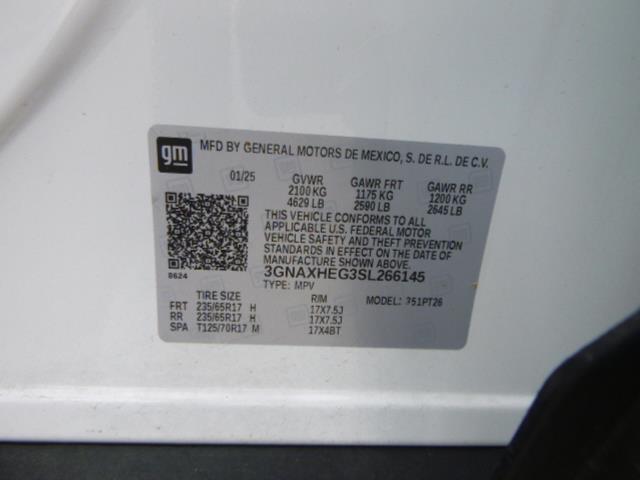 gm
MFD BY GENERAL MOTORS DE MEXICO, S. DE R.L. DE C.V.
01/25 GVWR GAWR FRT GAWR RR
2100 KG 1175 KG 1200 KG
4629 LB 2590 LB 2645 LB
THIS VEHICLE CONFORMS TO ALL
APPLICABLE U.S. FEDERAL MOTOR
VEHICLE SAFETY AND THEFT PREVENTION
STANDARDS IN EFFECT ON THE DATE OF
MANUFACTURE SHOWN ABOVE.
8624 3GNAXHEG3SL266145
TYPE: MPV
TIRE SIZE RIM MODEL: 351PT26
FRT 235/65R17 H 17X7.5J
RR 235/65R17 H 17X7.5J
SPA T125/70R17 M 17X4BT